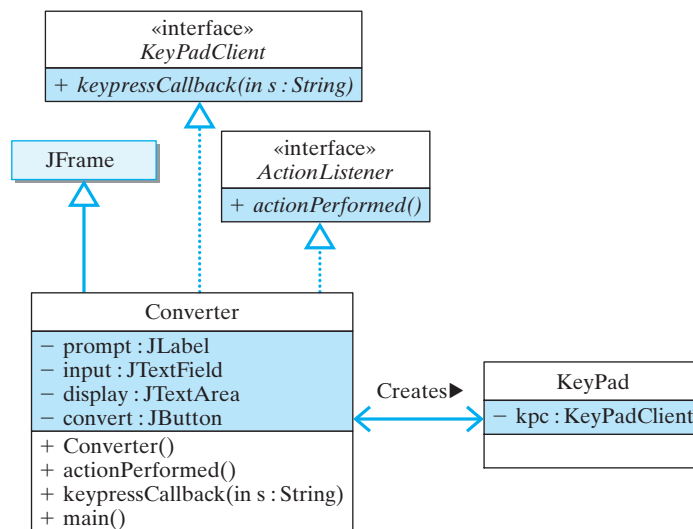 «interface»
KeyPadClient
+ keypressCallback(in s : String)
JFrame
«interface»
ActionListener
+ actionPerformed()
Converter
− prompt : JLabel
− input : JTextField
− display : JTextArea
− convert : JButton
+ Converter()
+ actionPerformed()
+ keypressCallback(in s : String)
+ main()
Creates▶
KeyPad
− kpc : KeyPadClient